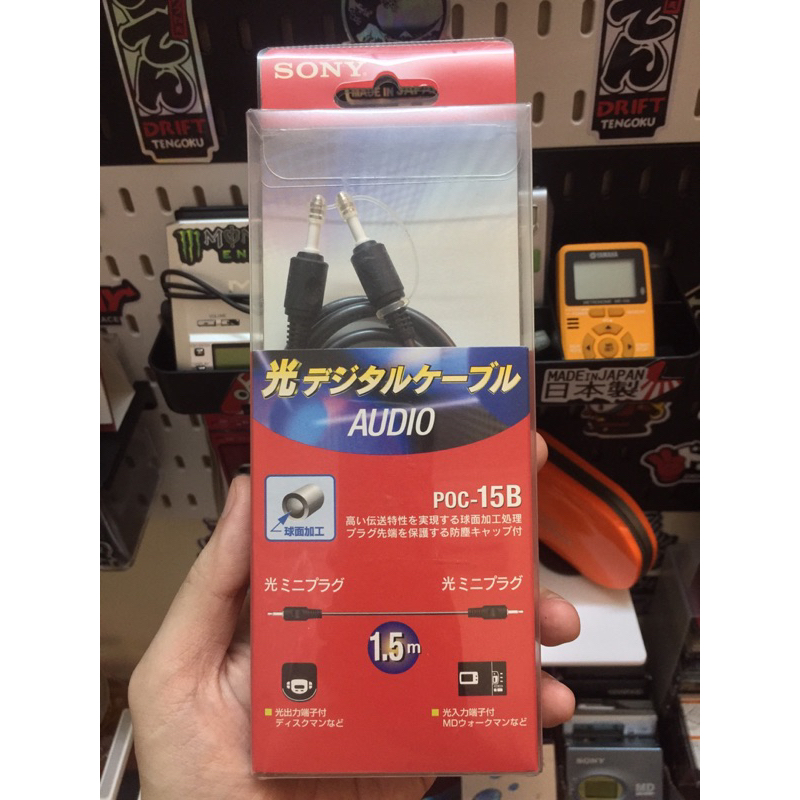 てん
DRIFT
TENGOKU
SONY
MADE IN JAPAN
DRIFT
TENGOKU
YAMAHA
光デジタルケーブル
AUDIO
MADE IN JAPAN
日本製
POC-15B
球面加工
高い伝送特性を実現する球面加工処理
プラグ先端を保護する防塵キャップ付
光ミニプラグ
光ミニプラグ
1.5m
光出力端子付
ディスクマンなど
光入力端子付
MDウォークマンなど
SONY
MD